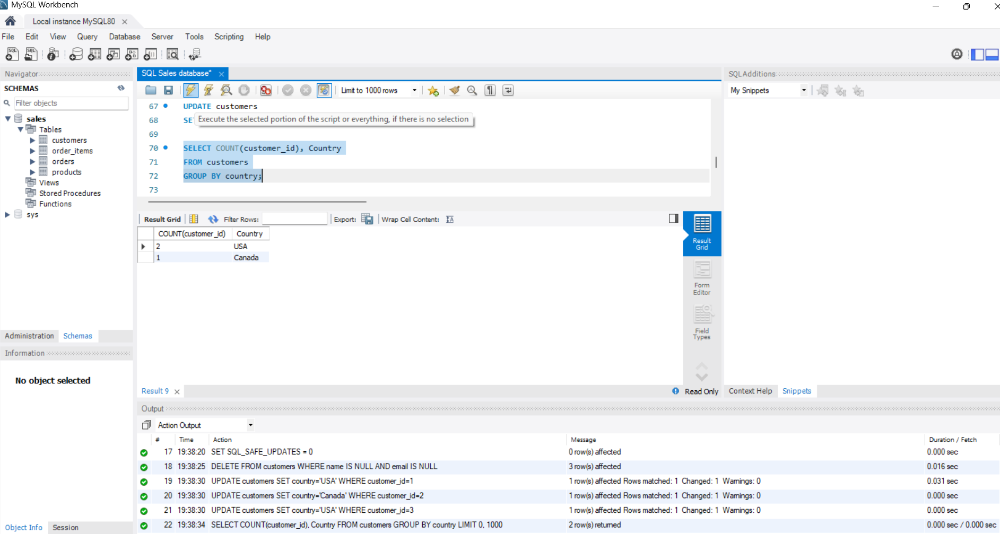 MySQL Workbench
Local instance MySQL80
File Edit View Query Database Server Tools Scripting Help
Navigator
SCHEMAS
Filter objects
sales
Tables
customers
order_items
orders
products
Views
Stored Procedures
Functions
sys
Administration Schemas
Information
No object selected
Object Info Session
SQL Sales database*
Limit to 1000 rows
67 UPDATE customers
68 SET
Execute the selected portion of the script or everything, if there is no selection
69
70 SELECT COUNT(customer_id), Country
71 FROM customers
72 GROUP BY country;
73
Result Grid Filter Rows: Export: Wrap Cell Content:
COUNT(customer_id) Country
2 USA
1 Canada
Result
Grid
Form
Editor
Field
Types
Result 9
Read Only
SQLAdditions
My Snippets
Context Help Snippets
Output
Action Output
# Time Action Message Duration / Fetch
17 19:38:20 SET SQL_SAFE_UPDATES = 0 0 row(s) affected 0.000 sec
18 19:38:25 DELETE FROM customers WHERE name IS NULL AND email IS NULL 3 row(s) affected 0.016 sec
19 19:38:30 UPDATE customers SET country='USA' WHERE customer_id=1 1 row(s) affected Rows matched: 1 Changed: 1 Warnings: 0 0.031 sec
20 19:38:30 UPDATE customers SET country='Canada' WHERE customer_id=2 1 row(s) affected Rows matched: 1 Changed: 1 Warnings: 0 0.000 sec
21 19:38:30 UPDATE customers SET country='USA' WHERE customer_id=3 1 row(s) affected Rows matched: 1 Changed: 1 Warnings: 0 0.000 sec
22 19:38:34 SELECT COUNT(customer_id), Country FROM customers GROUP BY country LIMIT 0, 1000 2 row(s) returned 0.000 sec / 0.000 sec